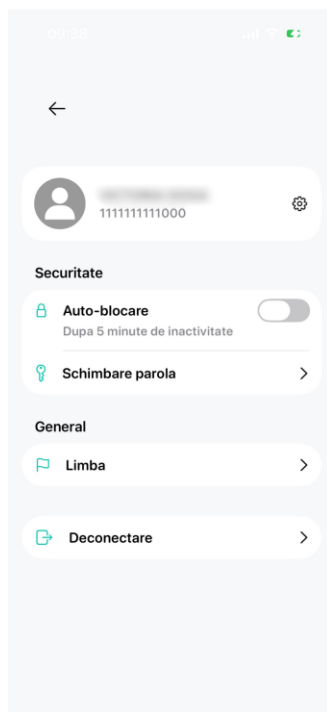 1111111111000
Securitate
Auto-blocare
Dupa 5 minute de inactivitate
Schimbare parola
General
Limba
Deconectare